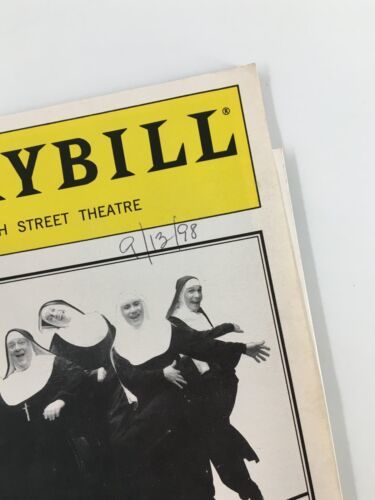 YBILL®
H STREET THEATRE
9/13/98